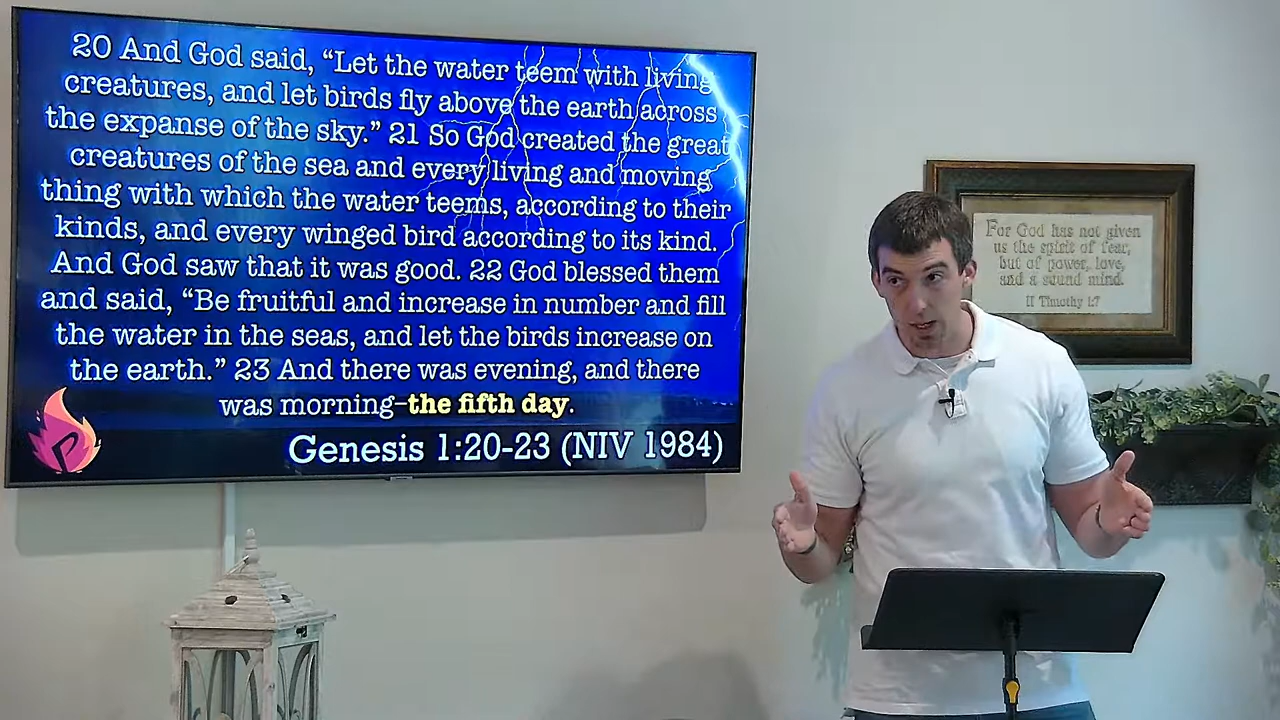 20 And God said, “Let the water teem with living
creatures, and let birds fly above the earth across
the expanse of the sky.” 21 So God created the great
creatures of the sea and every living and moving
thing with which the water teems, according to their
kinds, and every winged bird according to its kind.
And God saw that it was good. 22 God blessed them
and said, “Be fruitful and increase in number and fill
the water in the seas, and let the birds increase on
the earth.” 23 And there was evening, and there
was morning–the fifth day.
Genesis 1:20-23 (NIV 1984)
P
For God has not given
us the spirit of fear,
but of power, love,
and a sound mind.
II Timothy 1:7